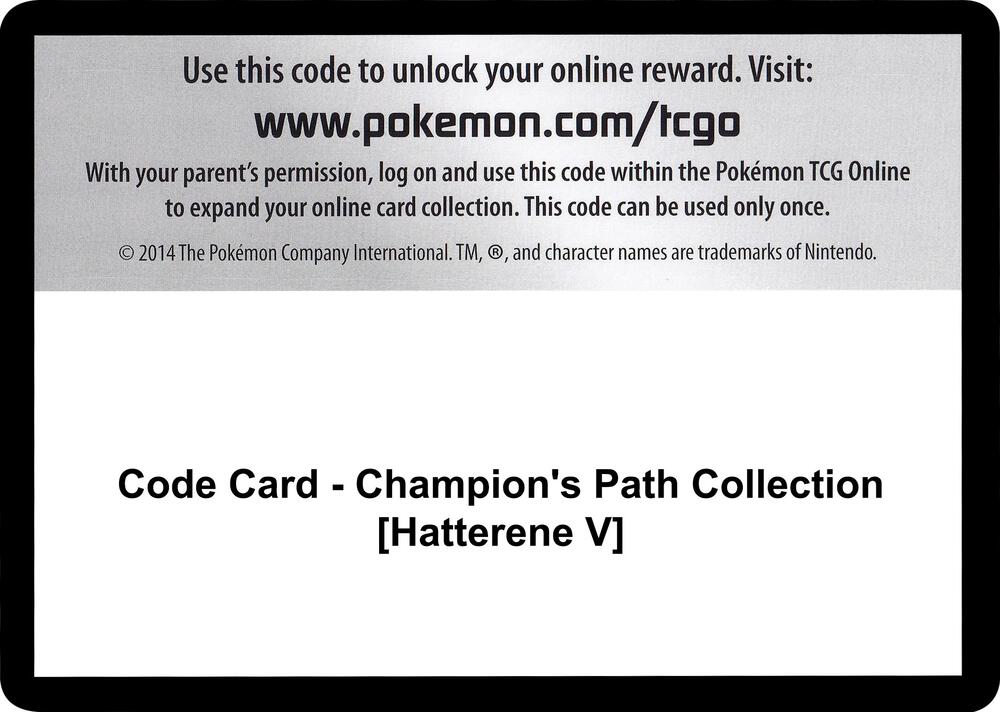 Use this code to unlock your online reward. Visit:
www.pokemon.com/tcgo
With your parent's permission, log on and use this code within the Pokémon TCG Online
to expand your online card collection. This code can be used only once.
© 2014 The Pokémon Company International. TM, ®, and character names are trademarks of Nintendo.
Code Card - Champion's Path Collection
[Hatterene V]